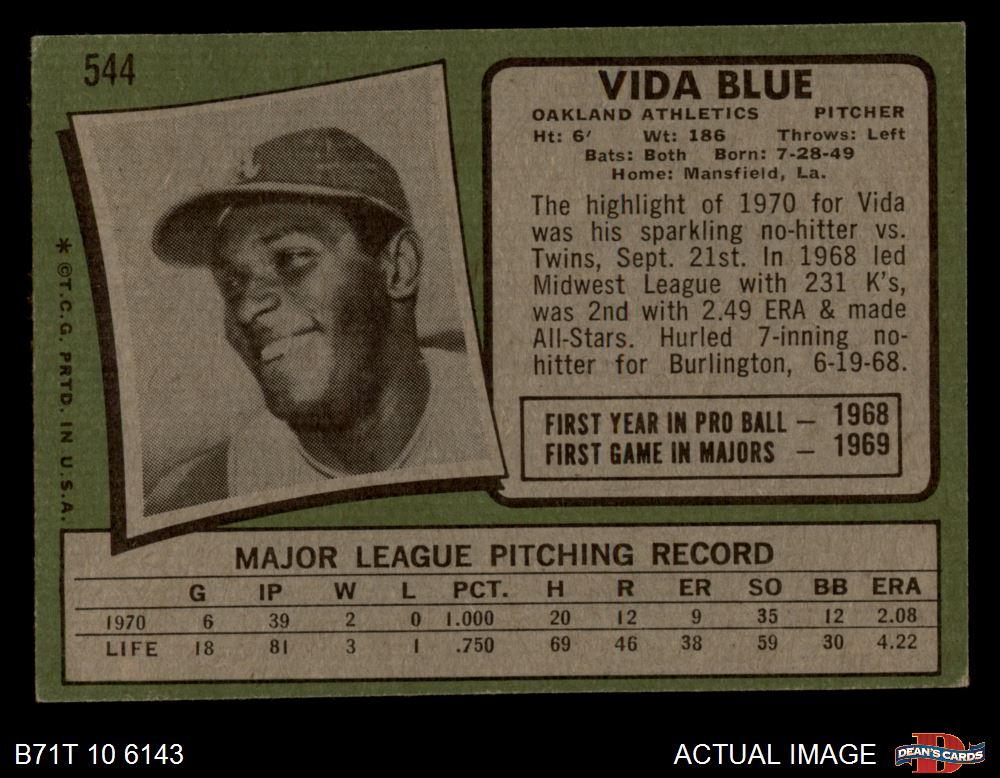 544
VIDA BLUE
OAKLAND ATHLETICS PITCHER
Ht: 6' Wt: 186 Throws: Left
Bats: Both Born: 7-28-49
Home: Mansfield, La.
The highlight of 1970 for Vida
was his sparkling no-hitter vs.
Twins, Sept. 21st. In 1968 led
Midwest League with 231 K's,
was 2nd with 2.49 ERA & made
All-Stars. Hurled 7-inning no-
hitter for Burlington, 6-19-68.
FIRST YEAR IN PRO BALL — 1968
FIRST GAME IN MAJORS — 1969
* ©T.C.G. PRTD. IN U.S.A.
MAJOR LEAGUE PITCHING RECORD
G IP W L PCT. H R ER SO BB ERA
1970 6 39 2 0 1.000 20 12 9 35 12 2.08
LIFE 18 81 3 1 .750 69 46 38 59 30 4.22
B71T 10 6143
ACTUAL IMAGE
D
DEAN'S CARDS